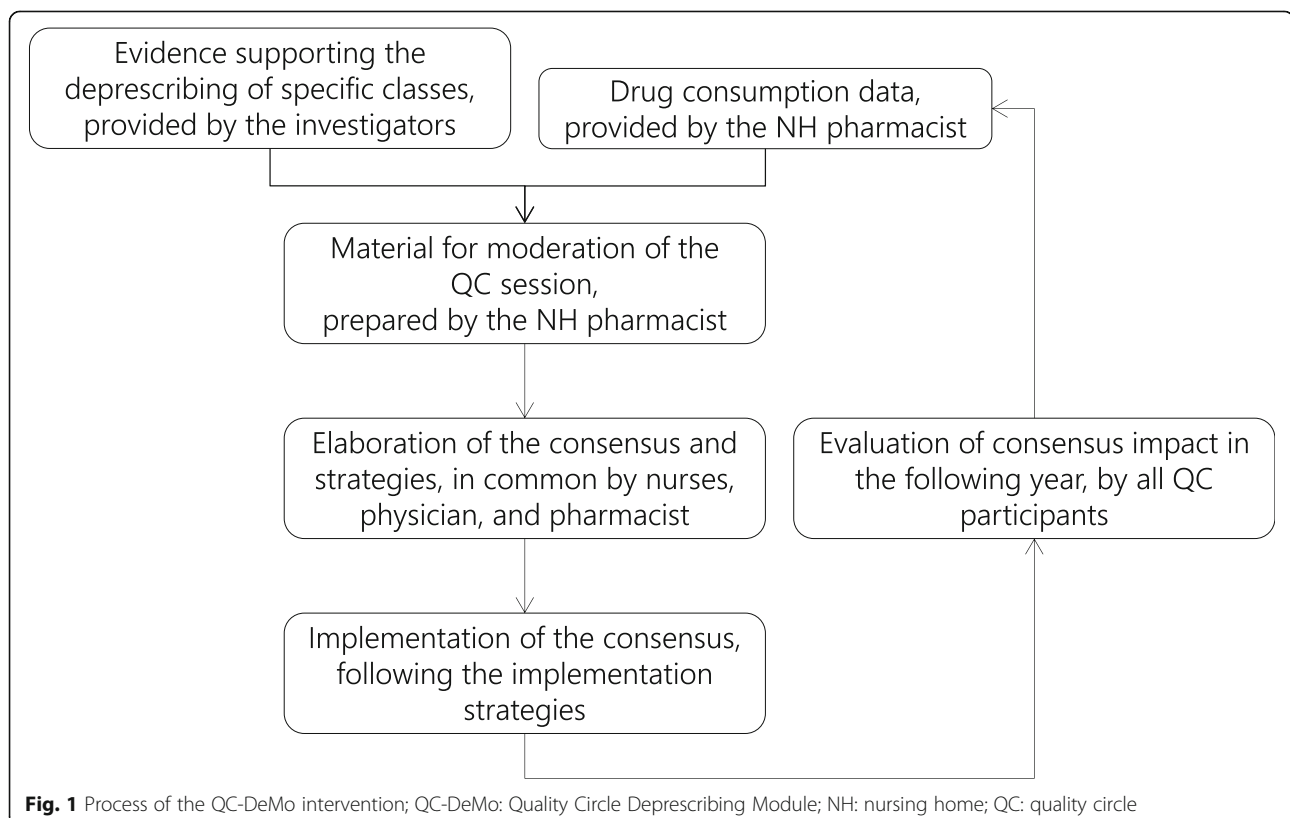 Evidence supporting the
deprescribing of specific classes,
provided by the investigators
Drug consumption data,
provided by the NH pharmacist
Material for moderation of the
QC session,
prepared by the NH pharmacist
Elaboration of the consensus and
strategies, in common by nurses,
physician, and pharmacist
Evaluation of consensus impact in
the following year, by all QC
participants
Implementation of the consensus,
following the implementation
strategies
Fig. 1 Process of the QC-DeMo intervention; QC-DeMo: Quality Circle Deprescribing Module; NH: nursing home; QC: quality circle